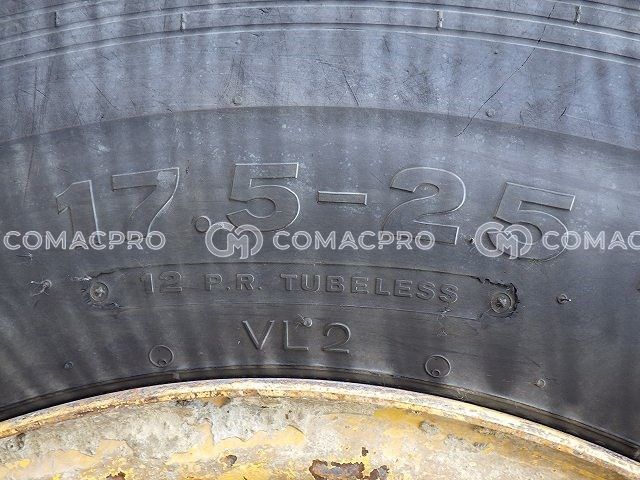 17.5-25
COMACPRO COMACPRO COMACPRO
12 P.R. TUBELESS
VL2